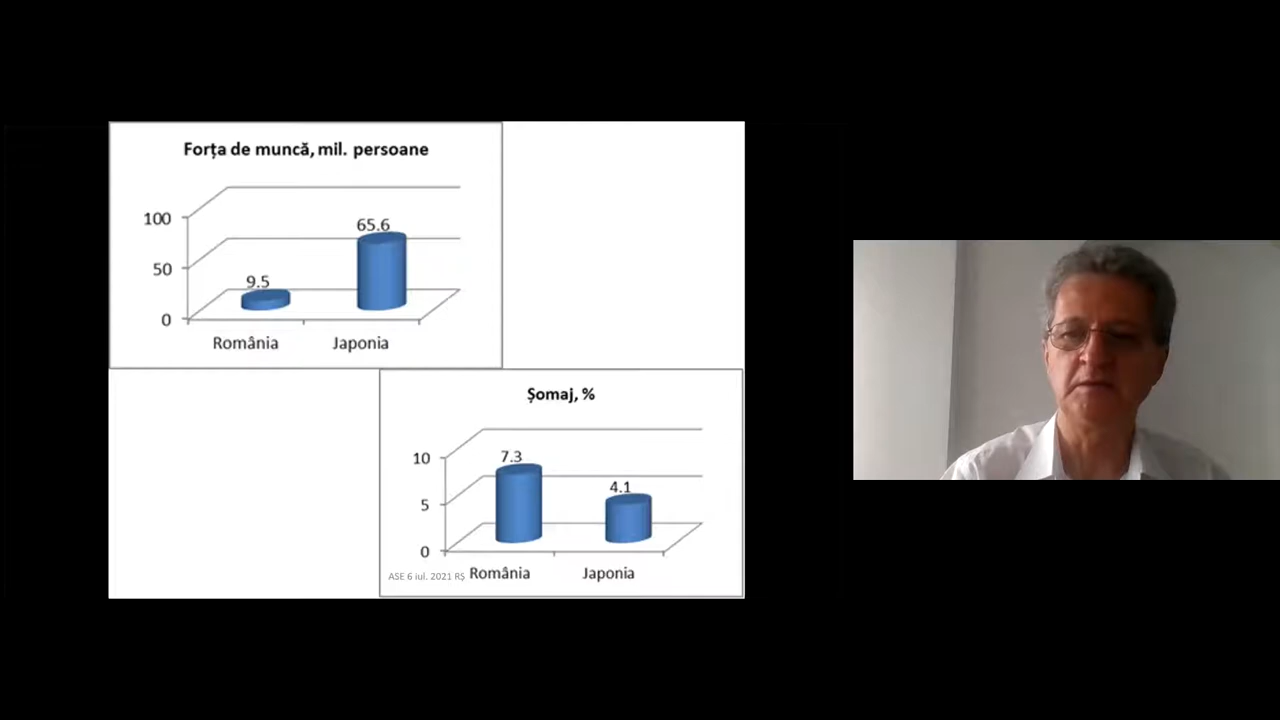 Forța de muncă, mil. persoane
100
50
0
9.5
65.6
România
Japonia
Șomaj, %
10
5
0
7.3
4.1
România
Japonia
ASE 6 iul. 2021 RȘ